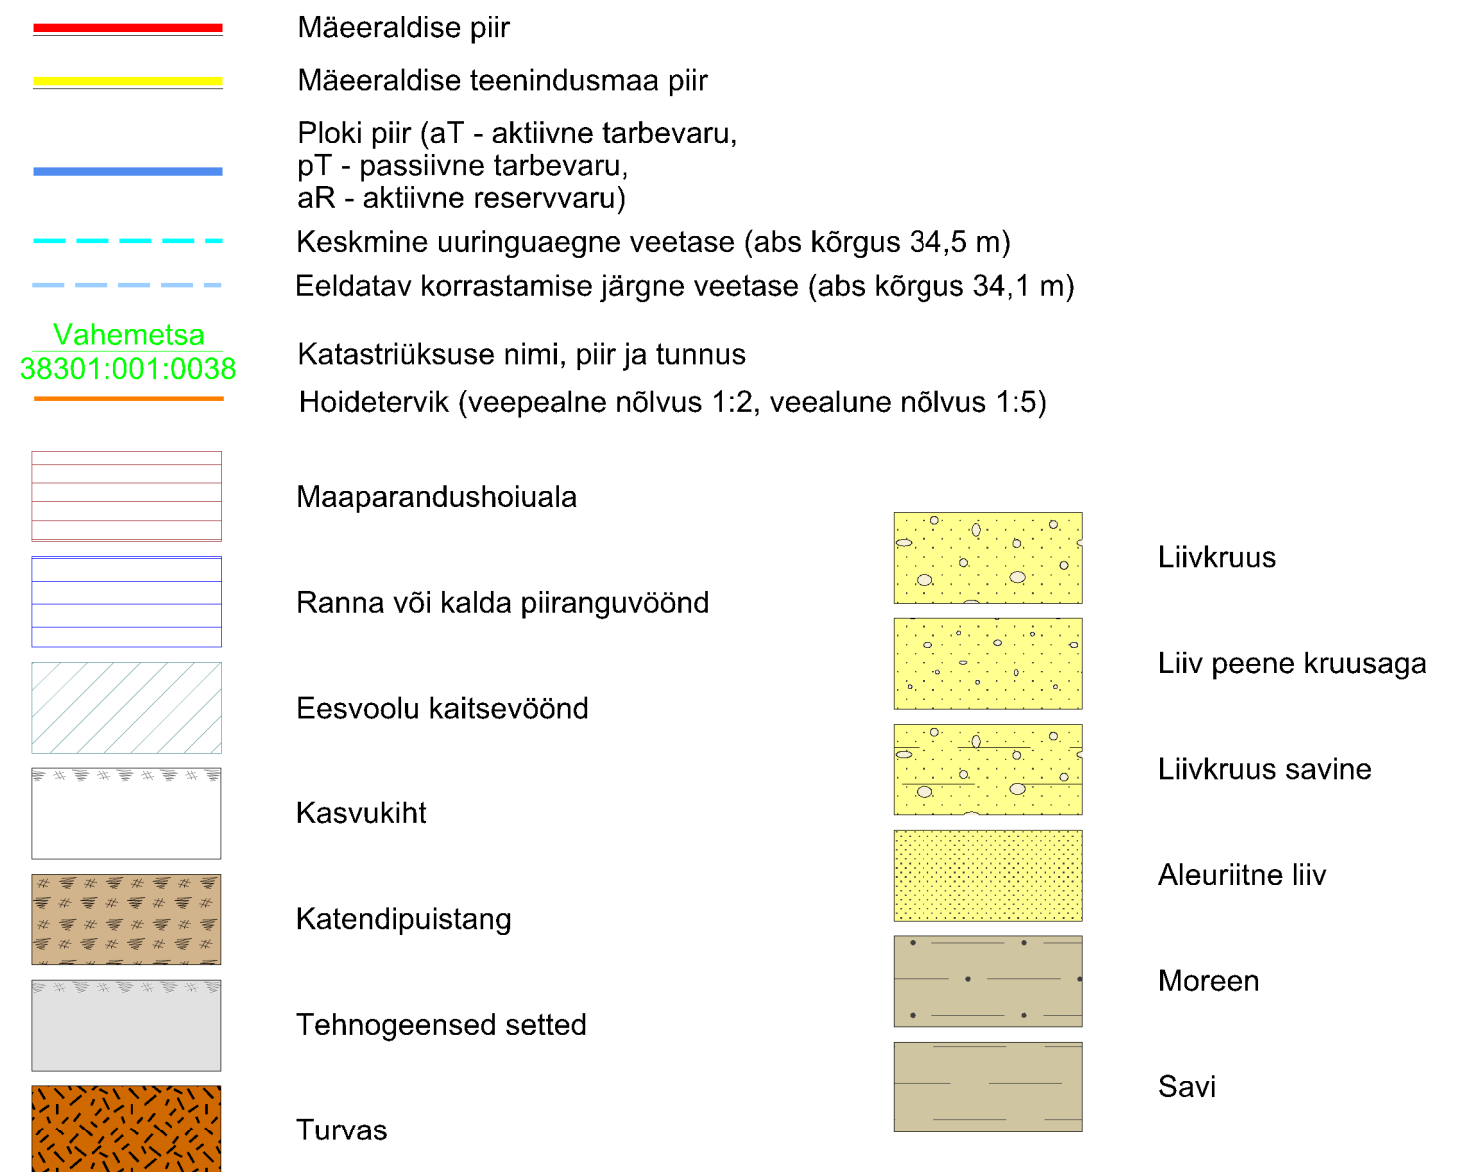 Mäeeraldise piir
Mäeeraldise teenindusmaa piir
Ploki piir (aT - aktiivne tarbevaru,
pT - passiivne tarbevaru,
aR - aktiivne reservvaru)
Keskmine uuringuaegne veetase (abs kõrgus 34,5 m)
Eeldatav korrastamise järgne veetase (abs kõrgus 34,1 m)
Vahemetsa
38301:001:0038
Katastriüksuse nimi, piir ja tunnus
Hoidetervik (veepealne nõlvus 1:2, veealune nõlvus 1:5)
Maaparandushoiuala
Ranna või kalda piiranguvöönd
Eesvoolu kaitsevöönd
Kasvukiht
Katendipuistang
Tehnogeensed setted
Turvas
Liivkruus
Liiv peene kruusaga
Liivkruus savine
Aleuriitne liiv
Moreen
Savi